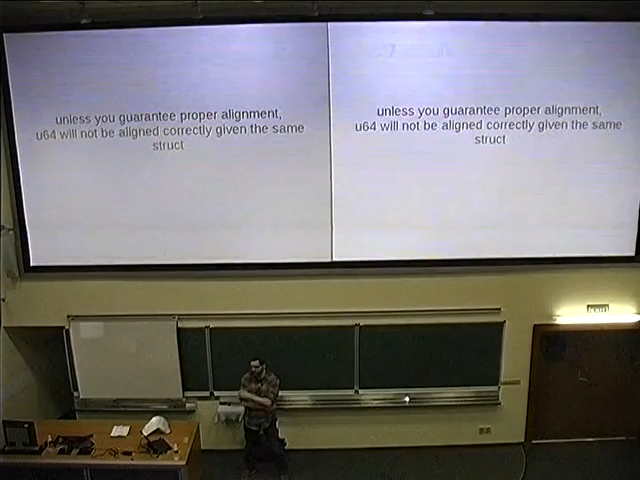 unless you guarantee proper alignment,
u64 will not be aligned correctly given the same
struct
unless you guarantee proper alignment,
u64 will not be aligned correctly given the same
struct